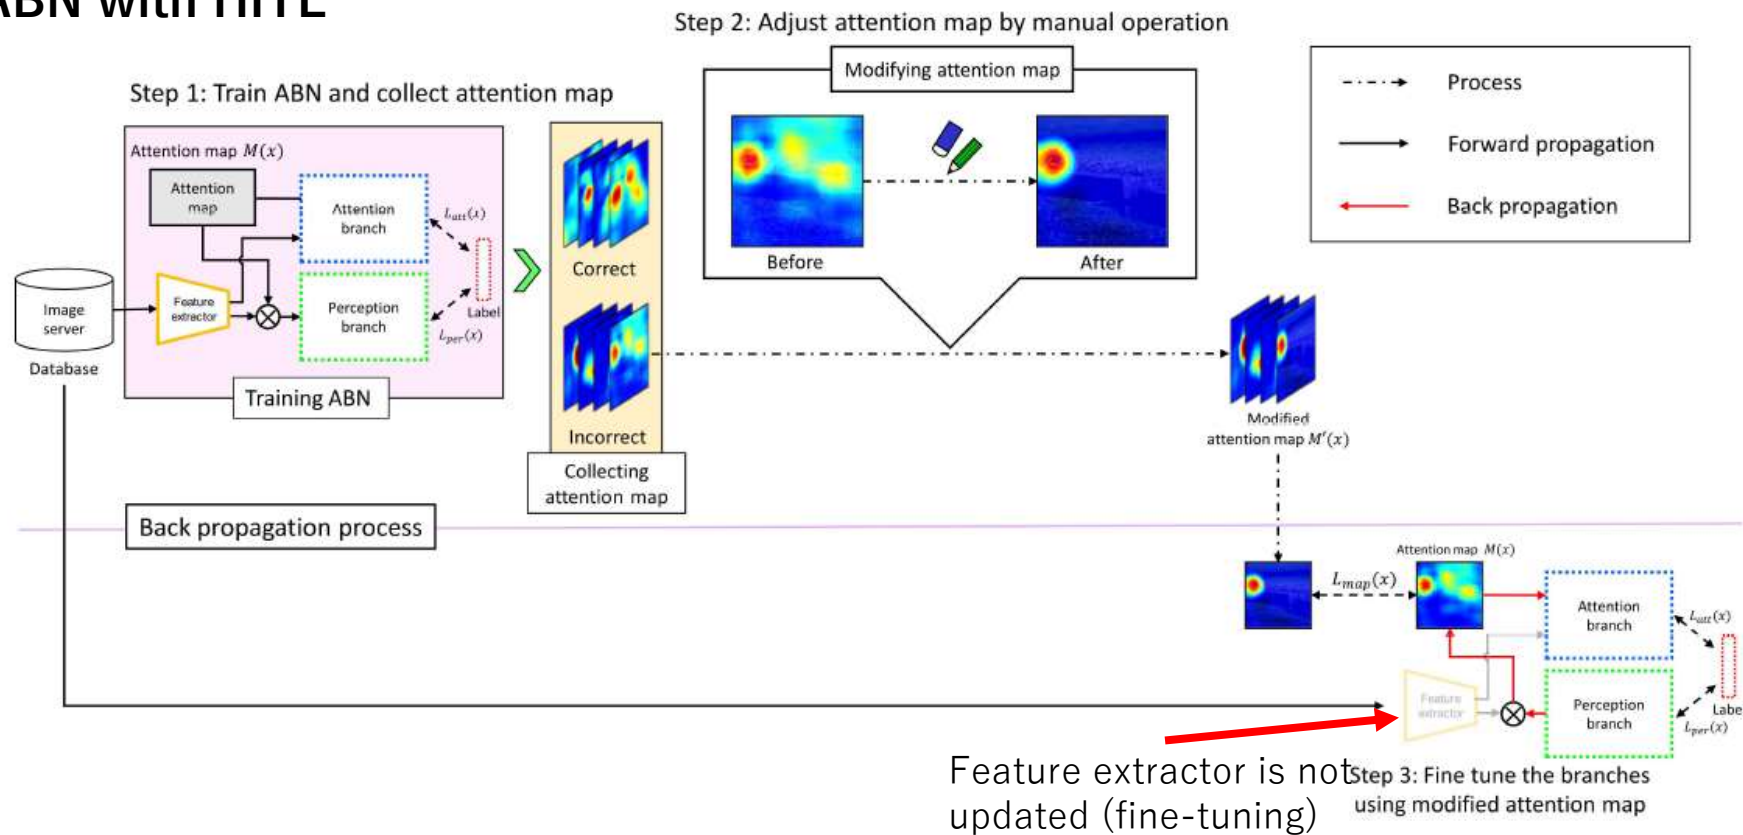 Step 2: Adjust attention map by manual operation
Modifying attention map
Before
After
Process
Forward propagation
Back propagation
Step 1: Train ABN and collect attention map
Attention map M(x)
Attention
map
Attention
branch
L_att(x)
Feature
extractor
Perception
branch
Label
L_per(x)
Image
server
Database
Training ABN
Correct
Incorrect
Collecting
attention map
Modified
attention map M'(x)
Back propagation process
L_map(x)
Attention map M(x)
Attention
branch
L_att(x)
Feature
extractor
Perception
branch
Label
L_per(x)
Feature extractor is not
updated (fine-tuning)
Step 3: Fine tune the branches
using modified attention map